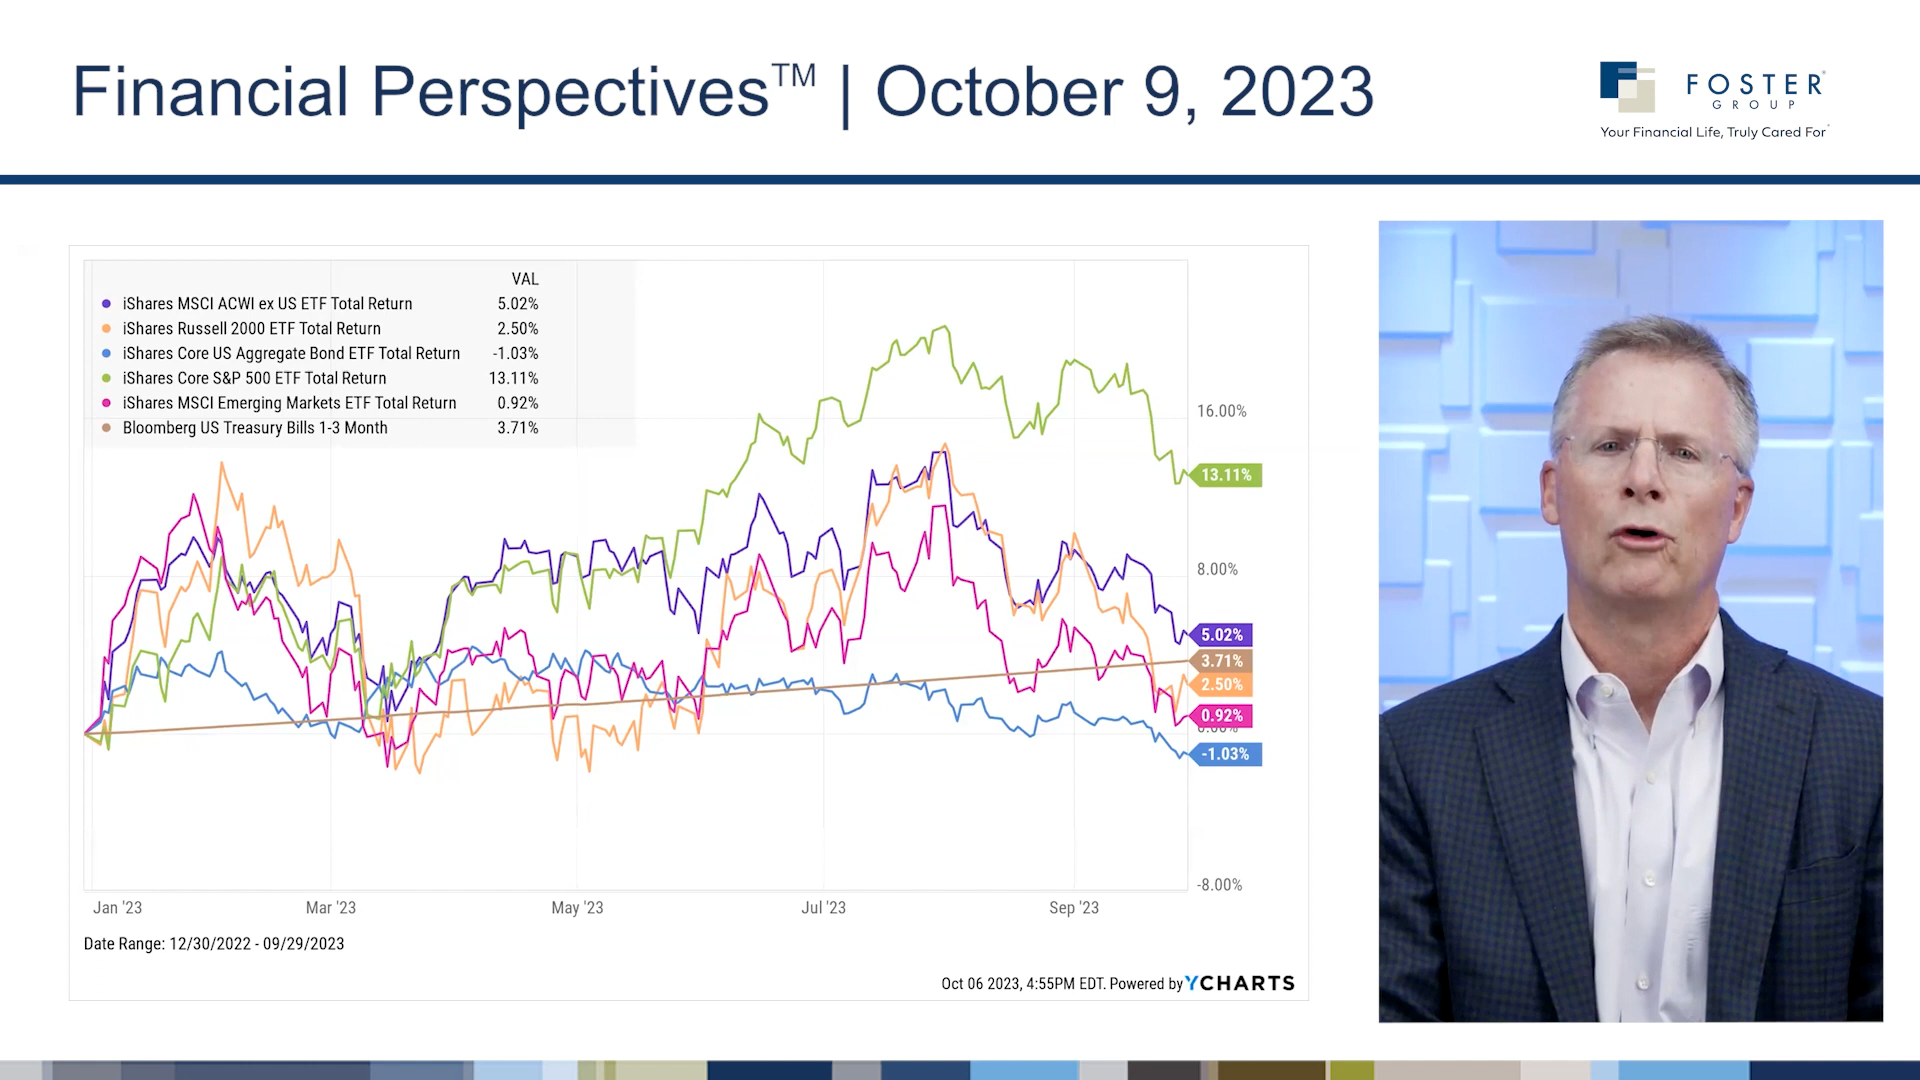 Financial Perspectives™ | October 9, 2023
FOSTER®
GROUP
Your Financial Life, Truly Cared For
VAL
iShares MSCI ACWI ex US ETF Total Return 5.02%
iShares Russell 2000 ETF Total Return 2.50%
iShares Core US Aggregate Bond ETF Total Return -1.03%
iShares Core S&P 500 ETF Total Return 13.11%
iShares MSCI Emerging Markets ETF Total Return 0.92%
Bloomberg US Treasury Bills 1-3 Month 3.71%
16.00%
13.11%
8.00%
5.02%
3.71%
2.50%
0.92%
0.00%
-1.03%
-8.00%
Jan '23 Mar '23 May '23 Jul '23 Sep '23
Date Range: 12/30/2022 - 09/29/2023
Oct 06 2023, 4:55PM EDT. Powered by YCHARTS